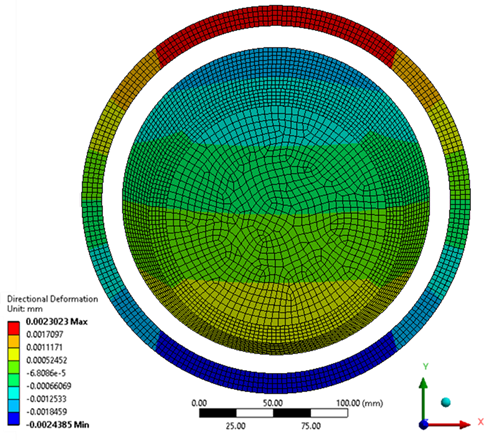 Directional Deformation
Unit: mm
0.0023023 Max
0.0017097
0.0011171
0.00052452
-6.8086e-5
-0.00066069
-0.0012533
-0.0018459
-0.0024385 Min
0.00 50.00 100.00 (mm)
25.00 75.00
Y
X